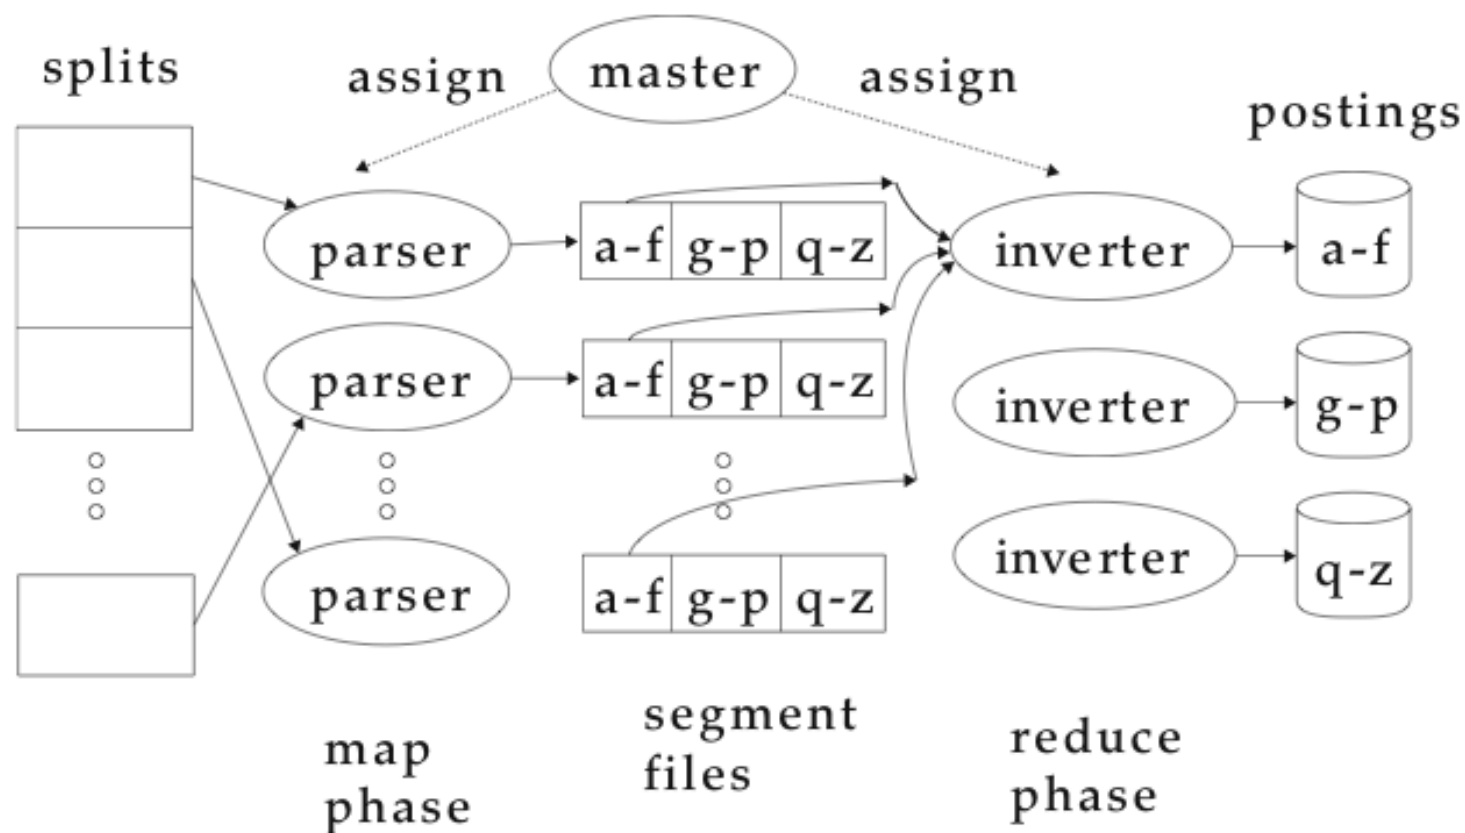 splits
assign
master
assign
postings
parser
a-f g-p q-z
inverter
a-f
parser
a-f g-p q-z
inverter
g-p
parser
a-f g-p q-z
inverter
q-z
map
phase
segment
files
reduce
phase